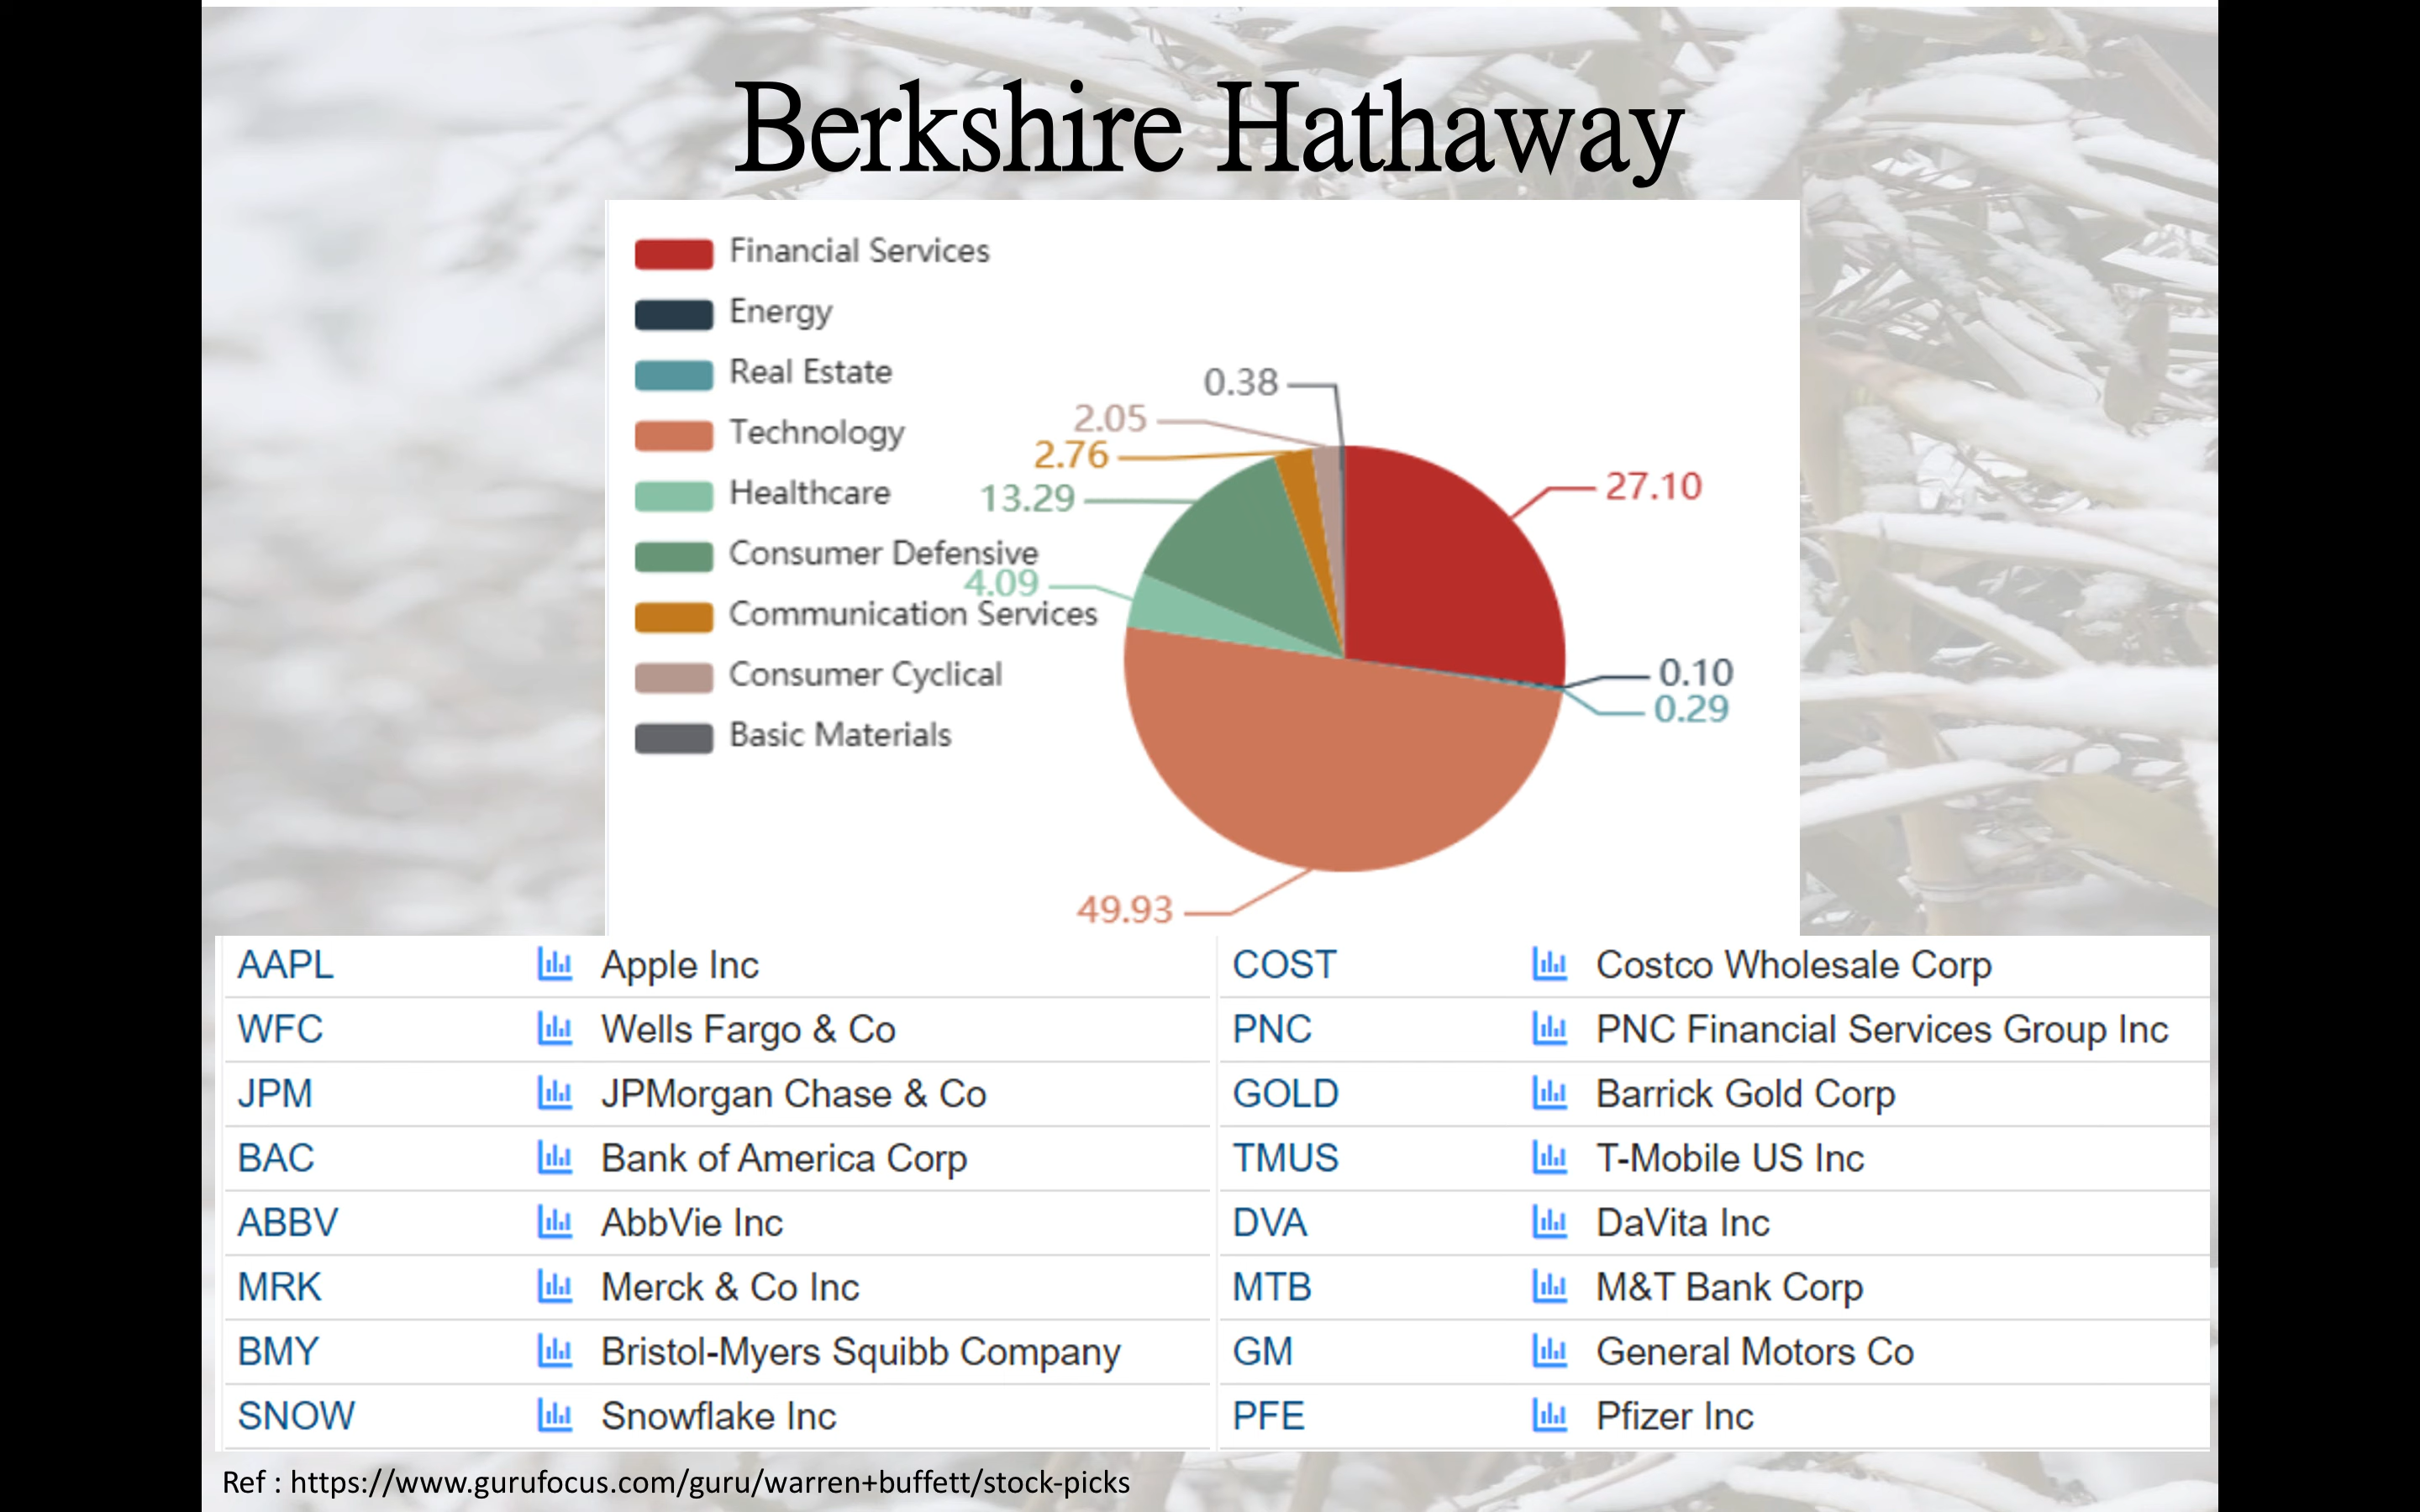 Berkshire Hathaway
Financial Services
Energy
Real Estate
Technology
Healthcare
Consumer Defensive
Communication Services
Consumer Cyclical
Basic Materials
0.38
2.05
2.76
13.29
4.09
27.10
0.10
0.29
49.93
AAPL Apple Inc
WFC Wells Fargo & Co
JPM JPMorgan Chase & Co
BAC Bank of America Corp
ABBV AbbVie Inc
MRK Merck & Co Inc
BMY Bristol-Myers Squibb Company
SNOW Snowflake Inc
COST Costco Wholesale Corp
PNC PNC Financial Services Group Inc
GOLD Barrick Gold Corp
TMUS T-Mobile US Inc
DVA DaVita Inc
MTB M&T Bank Corp
GM General Motors Co
PFE Pfizer Inc
Ref : https://www.gurufocus.com/guru/warren+buffett/stock-picks